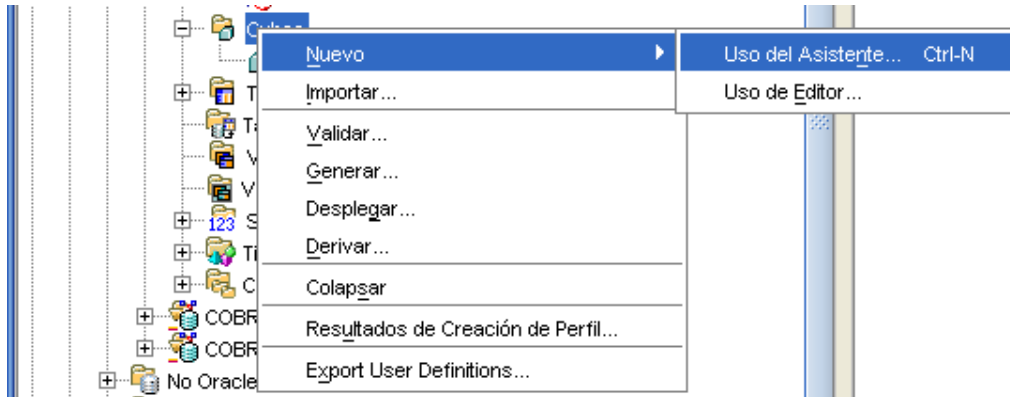 Nuevo
Uso del Asistente... Ctrl-N
Importar...
Uso de Editor...
Validar...
Generar...
Desplegar...
Derivar...
123
Colapsar
COBR
Resultados de Creación de Perfil...
COBR
Export User Definitions...
No Oracle